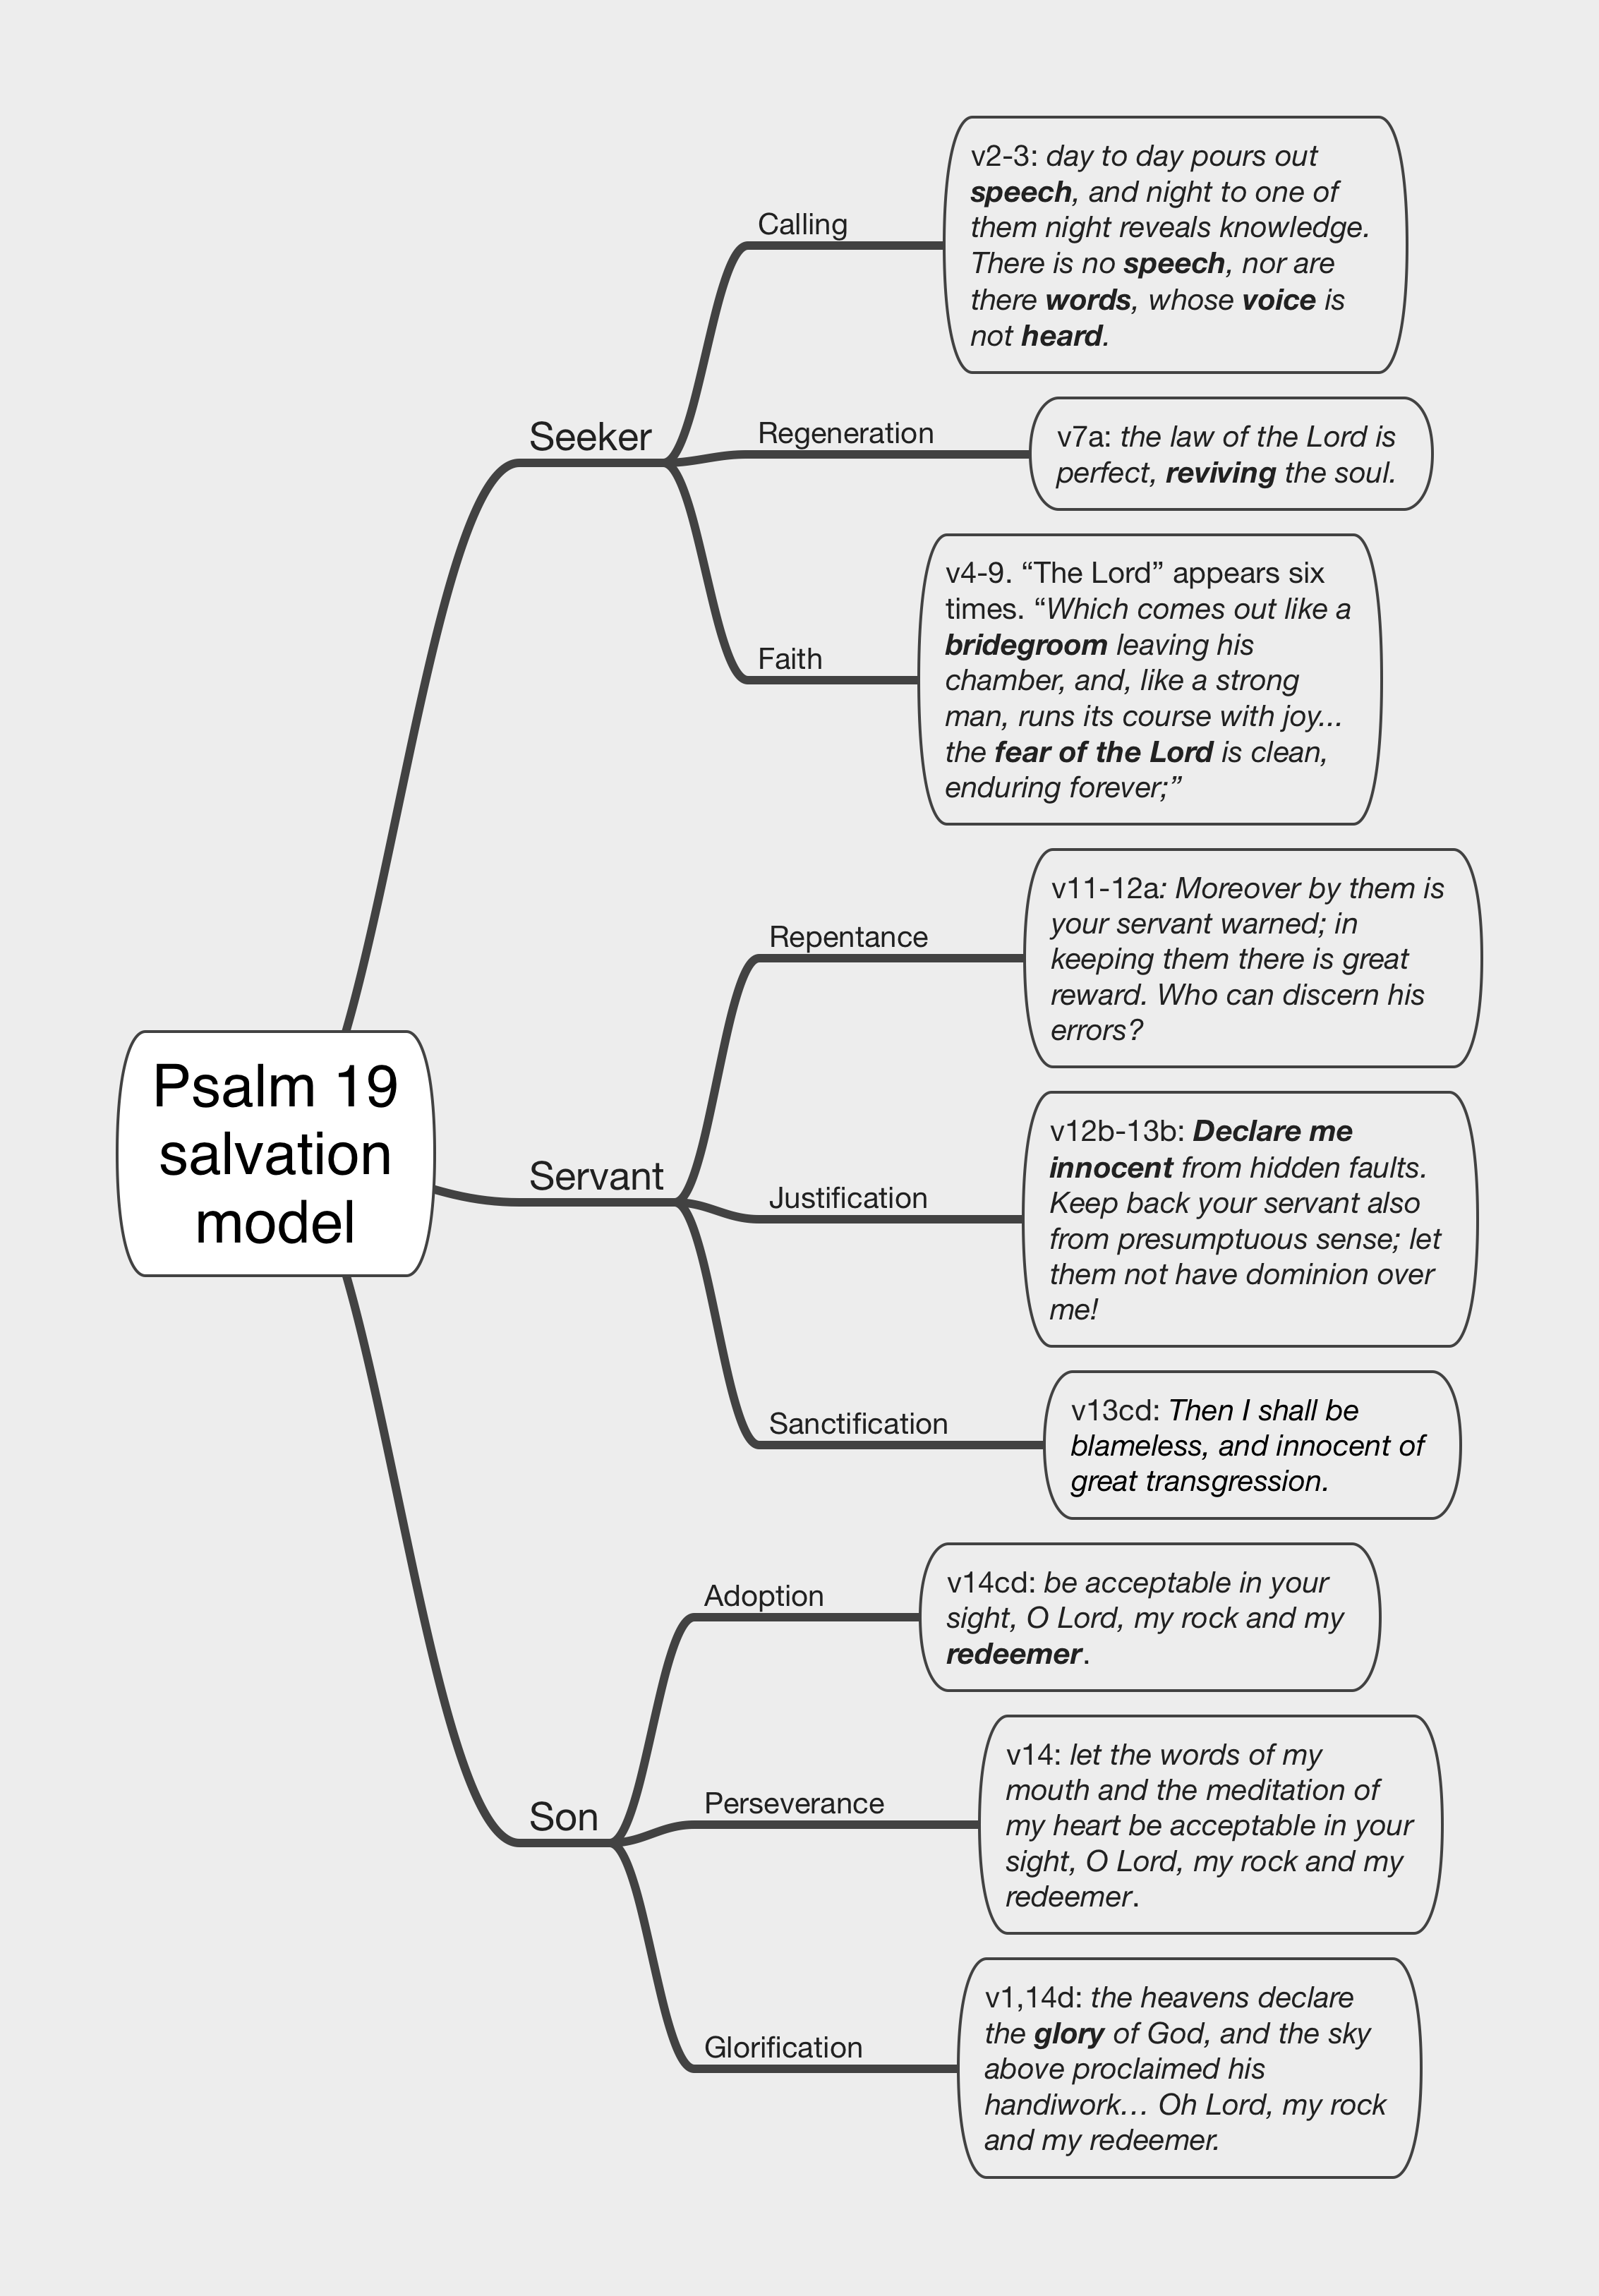 Psalm 19
salvation
model
Seeker
Calling
v2-3: day to day pours out
speech, and night to one of
them night reveals knowledge.
There is no speech, nor are
there words, whose voice is
not heard.
Regeneration
v7a: the law of the Lord is
perfect, reviving the soul.
Faith
v4-9. “The Lord” appears six
times. “Which comes out like a
bridegroom leaving his
chamber, and, like a strong
man, runs its course with joy...
the fear of the Lord is clean,
enduring forever;”
Servant
Repentance
v11-12a: Moreover by them is
your servant warned; in
keeping them there is great
reward. Who can discern his
errors?
Justification
v12b-13b: Declare me
innocent from hidden faults.
Keep back your servant also
from presumptuous sense; let
them not have dominion over
me!
Sanctification
v13cd: Then I shall be
blameless, and innocent of
great transgression.
Son
Adoption
v14cd: be acceptable in your
sight, O Lord, my rock and my
redeemer.
Perseverance
v14: let the words of my
mouth and the meditation of
my heart be acceptable in your
sight, O Lord, my rock and my
redeemer.
Glorification
v1,14d: the heavens declare
the glory of God, and the sky
above proclaimed his
handiwork… Oh Lord, my rock
and my redeemer.